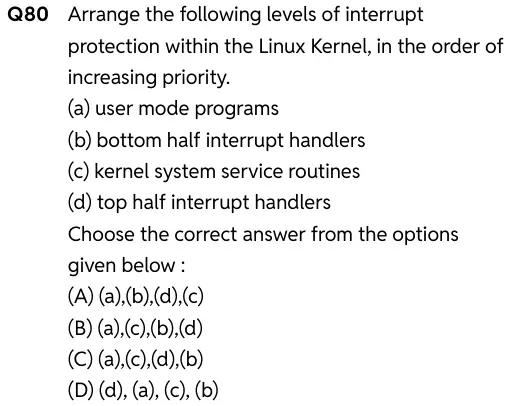 Q80 Arrange the following levels of interrupt
protection within the Linux Kernel, in the order of
increasing priority.
(a) user mode programs
(b) bottom half interrupt handlers
(c) kernel system service routines
(d) top half interrupt handlers
Choose the correct answer from the options
given below :
(A) (a),(b),(d),(c)
(B) (a),(c),(b),(d)
(C) (a),(c),(d),(b)
(D) (d), (a), (c), (b)